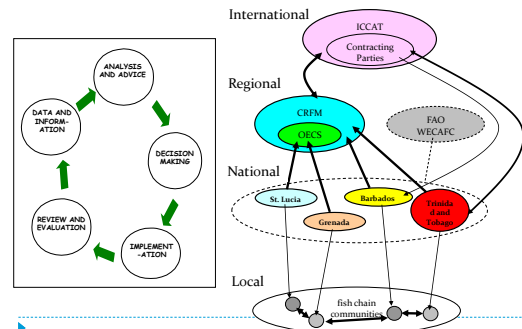 ANALYSIS AND
ADVICE
DATA AND
INFORM-
ATION
DECISION
MAKING
REVIEW AND
EVALUATION
IMPLEMENT
-ATION
International
ICCAT
Contracting
Parties
Regional
CRFM
OECS
FAO
WECAFC
National
St. Lucia
Barbados
Trinida
d and
Tobago
Grenada
Local
fish chain
communities